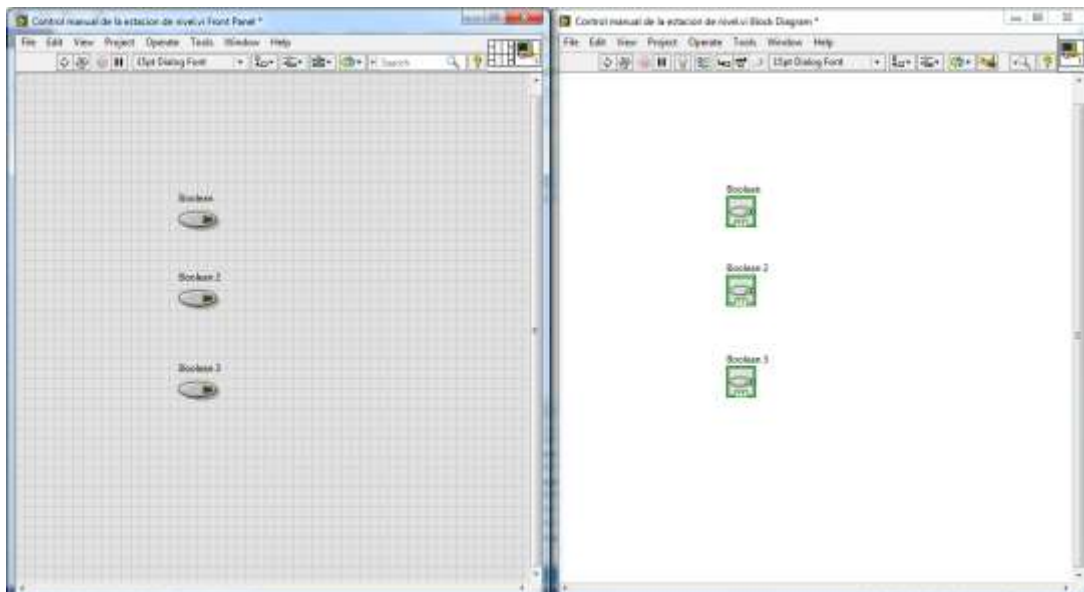 Control manual de la estacion de nivel.vi Front Panel *
File Edit View Project Operate Tools Window Help
15pt Dialog Font Search
Boolean
Boolean 2
Boolean 3
Control manual de la estacion de nivel.vi Block Diagram *
File Edit View Project Operate Tools Window Help
15pt Dialog Font
Boolean
Boolean 2
Boolean 3